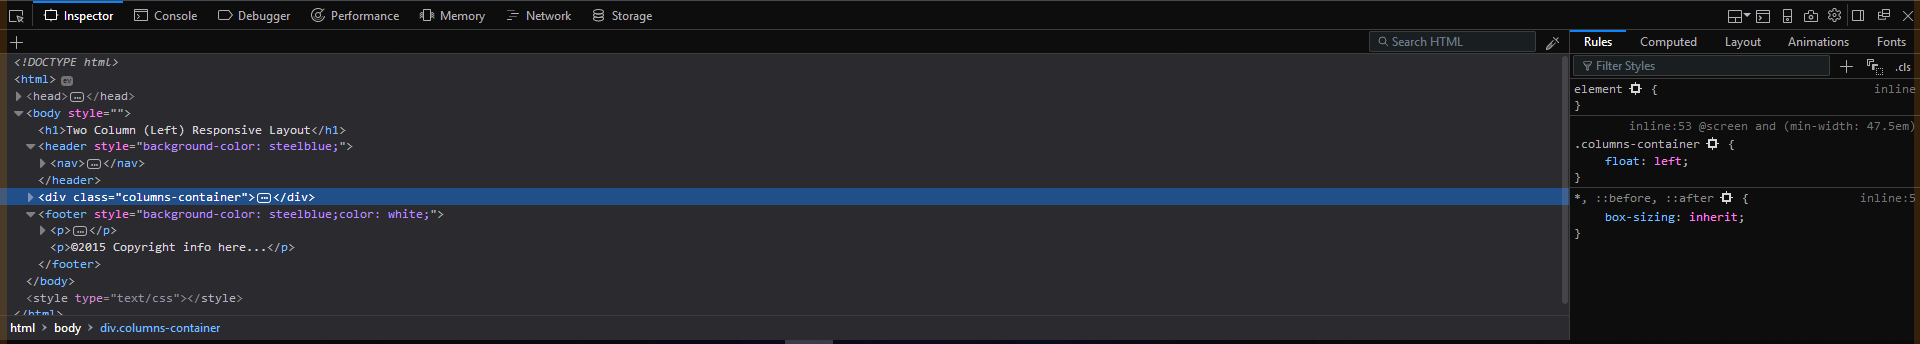 Inspector Console Debugger Performance Memory Network Storage
Search HTML
Rules Computed Layout Animations Fonts
Filter Styles .cls
<!DOCTYPE html>
<html> ev
<head>…</head>
<body style="">
<h1>Two Column (Left) Responsive Layout</h1>
<header style="background-color: steelblue;">
<nav>…</nav>
</header>
<div class="columns-container">…</div>
<footer style="background-color: steelblue;color: white;">
<p>…</p>
<p>©2015 Copyright info here...</p>
</footer>
</body>
<style type="text/css"></style>
</html>
html > body > div.columns-container
element { inline
}
inline:53 @screen and (min-width: 47.5em)
.columns-container {
float: left;
}
*, ::before, ::after { inline:5
box-sizing: inherit;
}